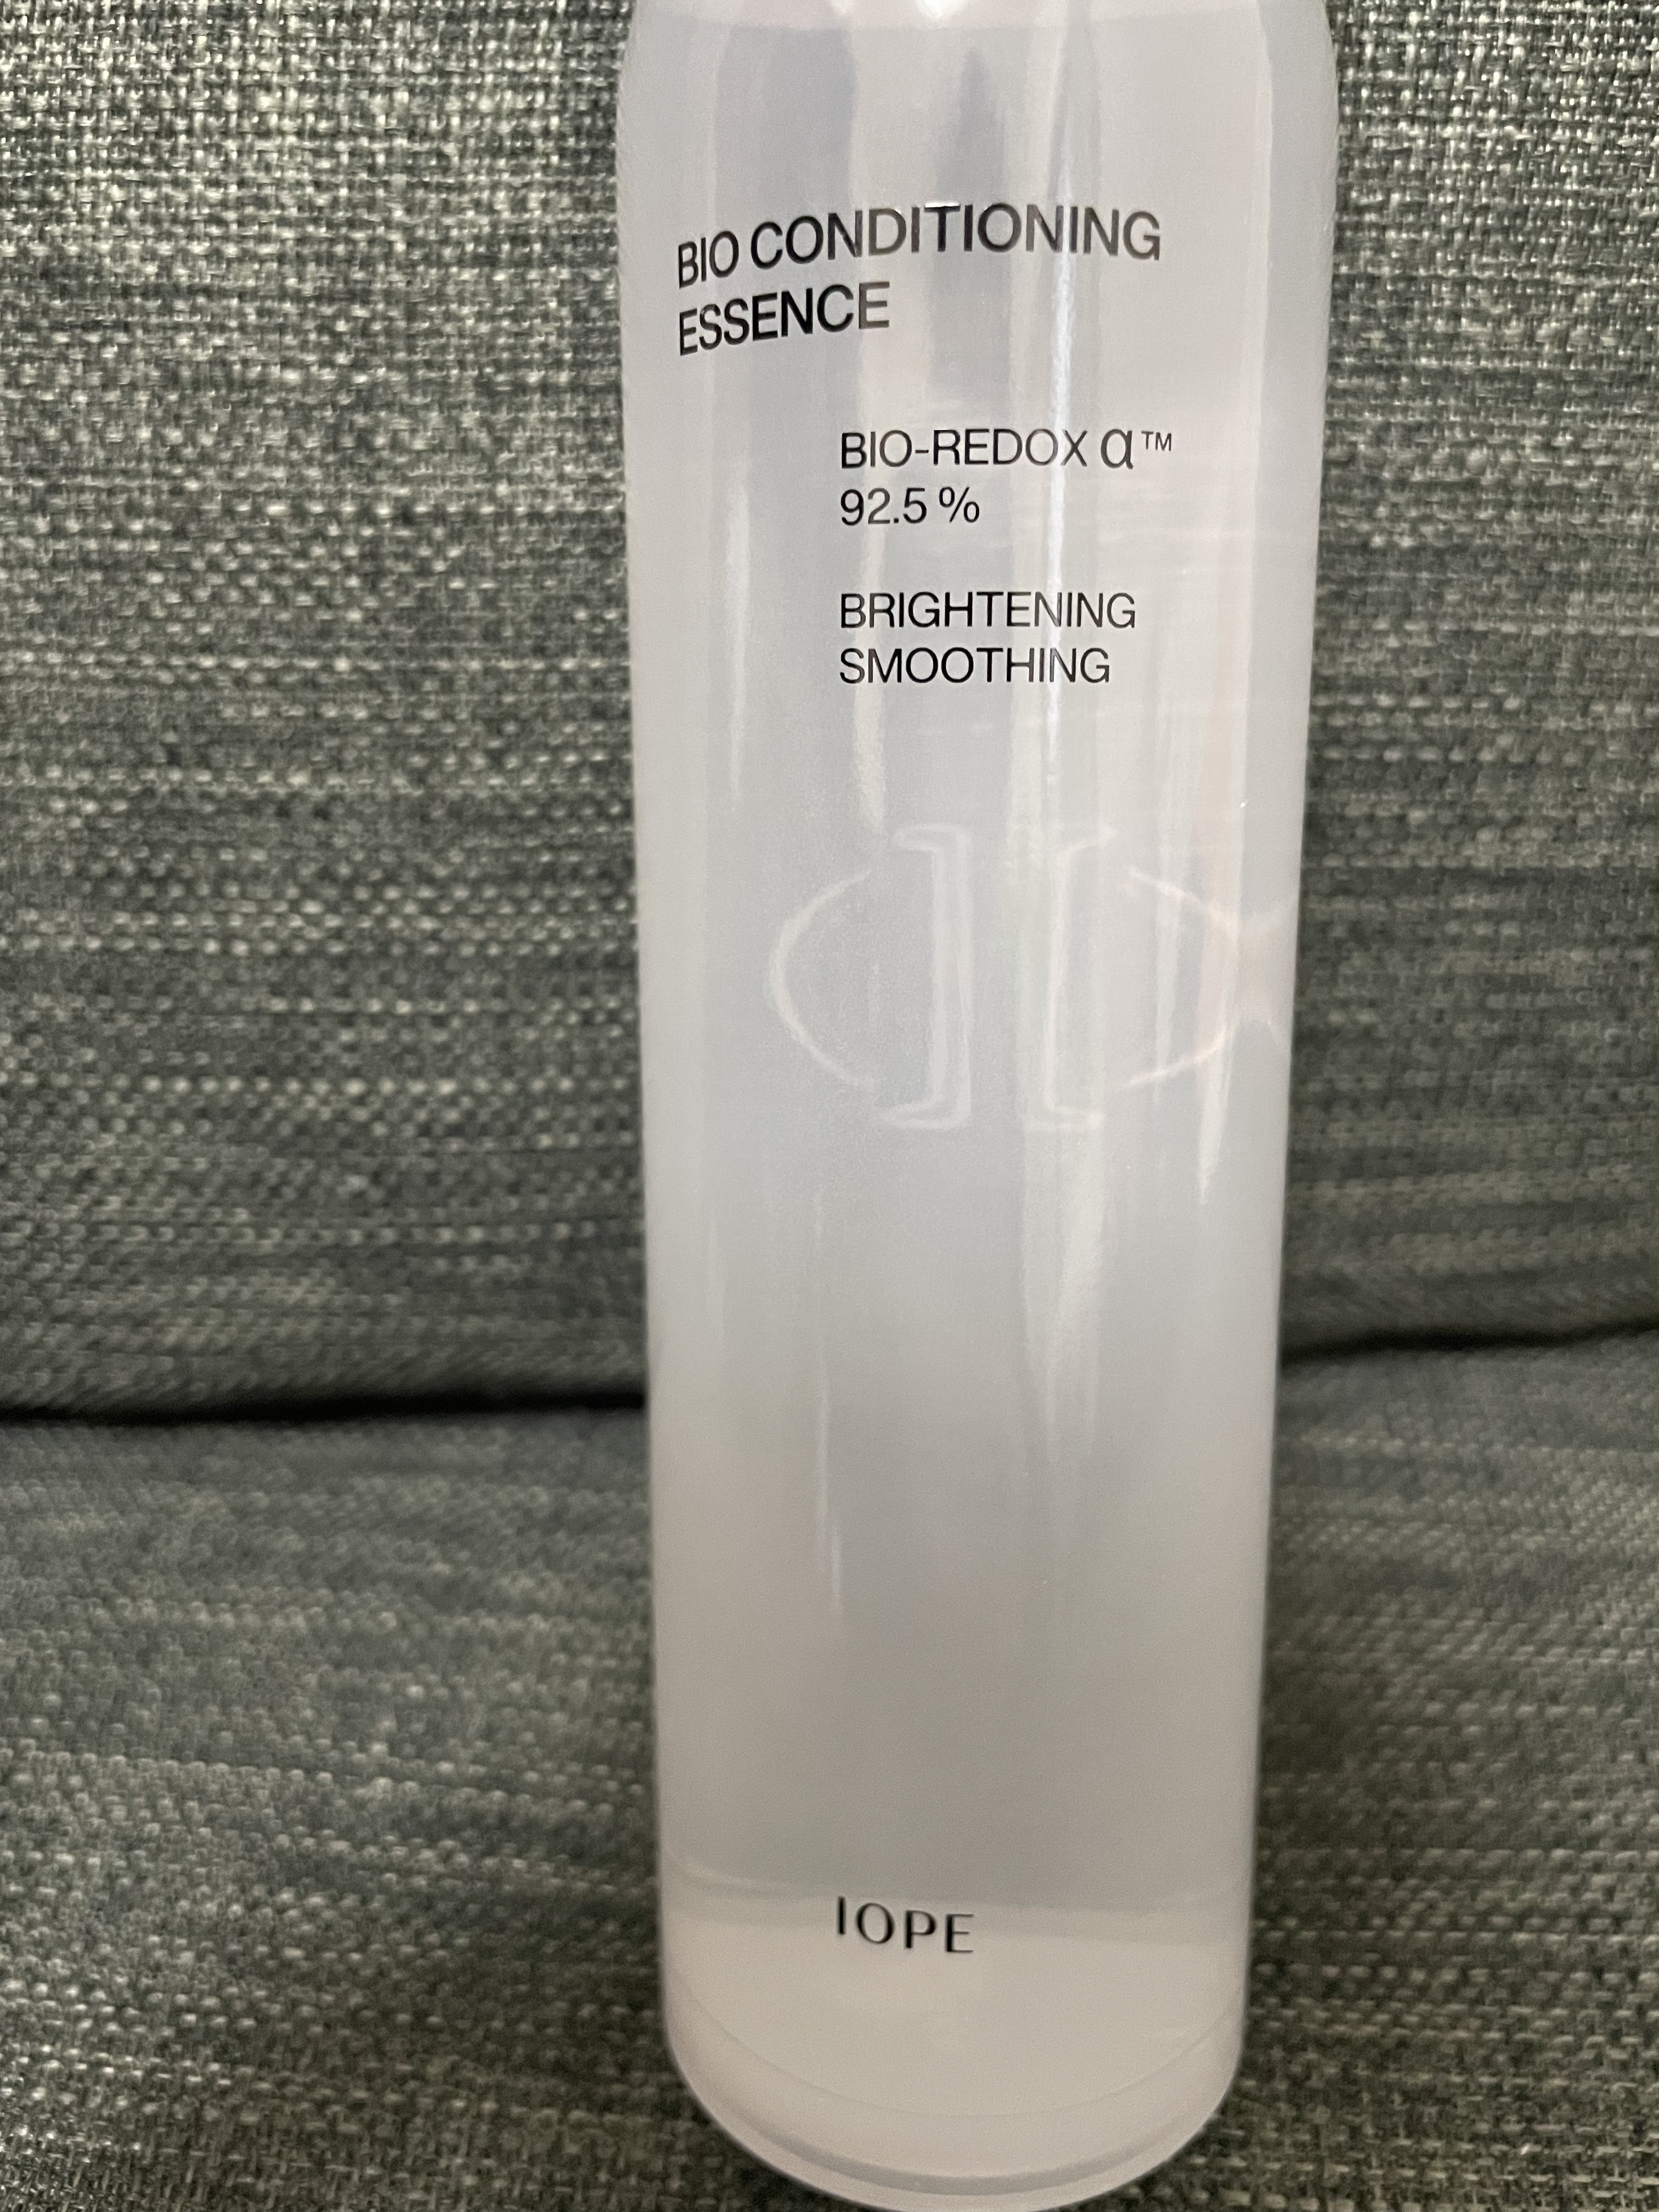 BIO CONDITIONING
ESSENCE
BIO-REDOX α™
92.5 %
BRIGHTENING
SMOOTHING
IOPE